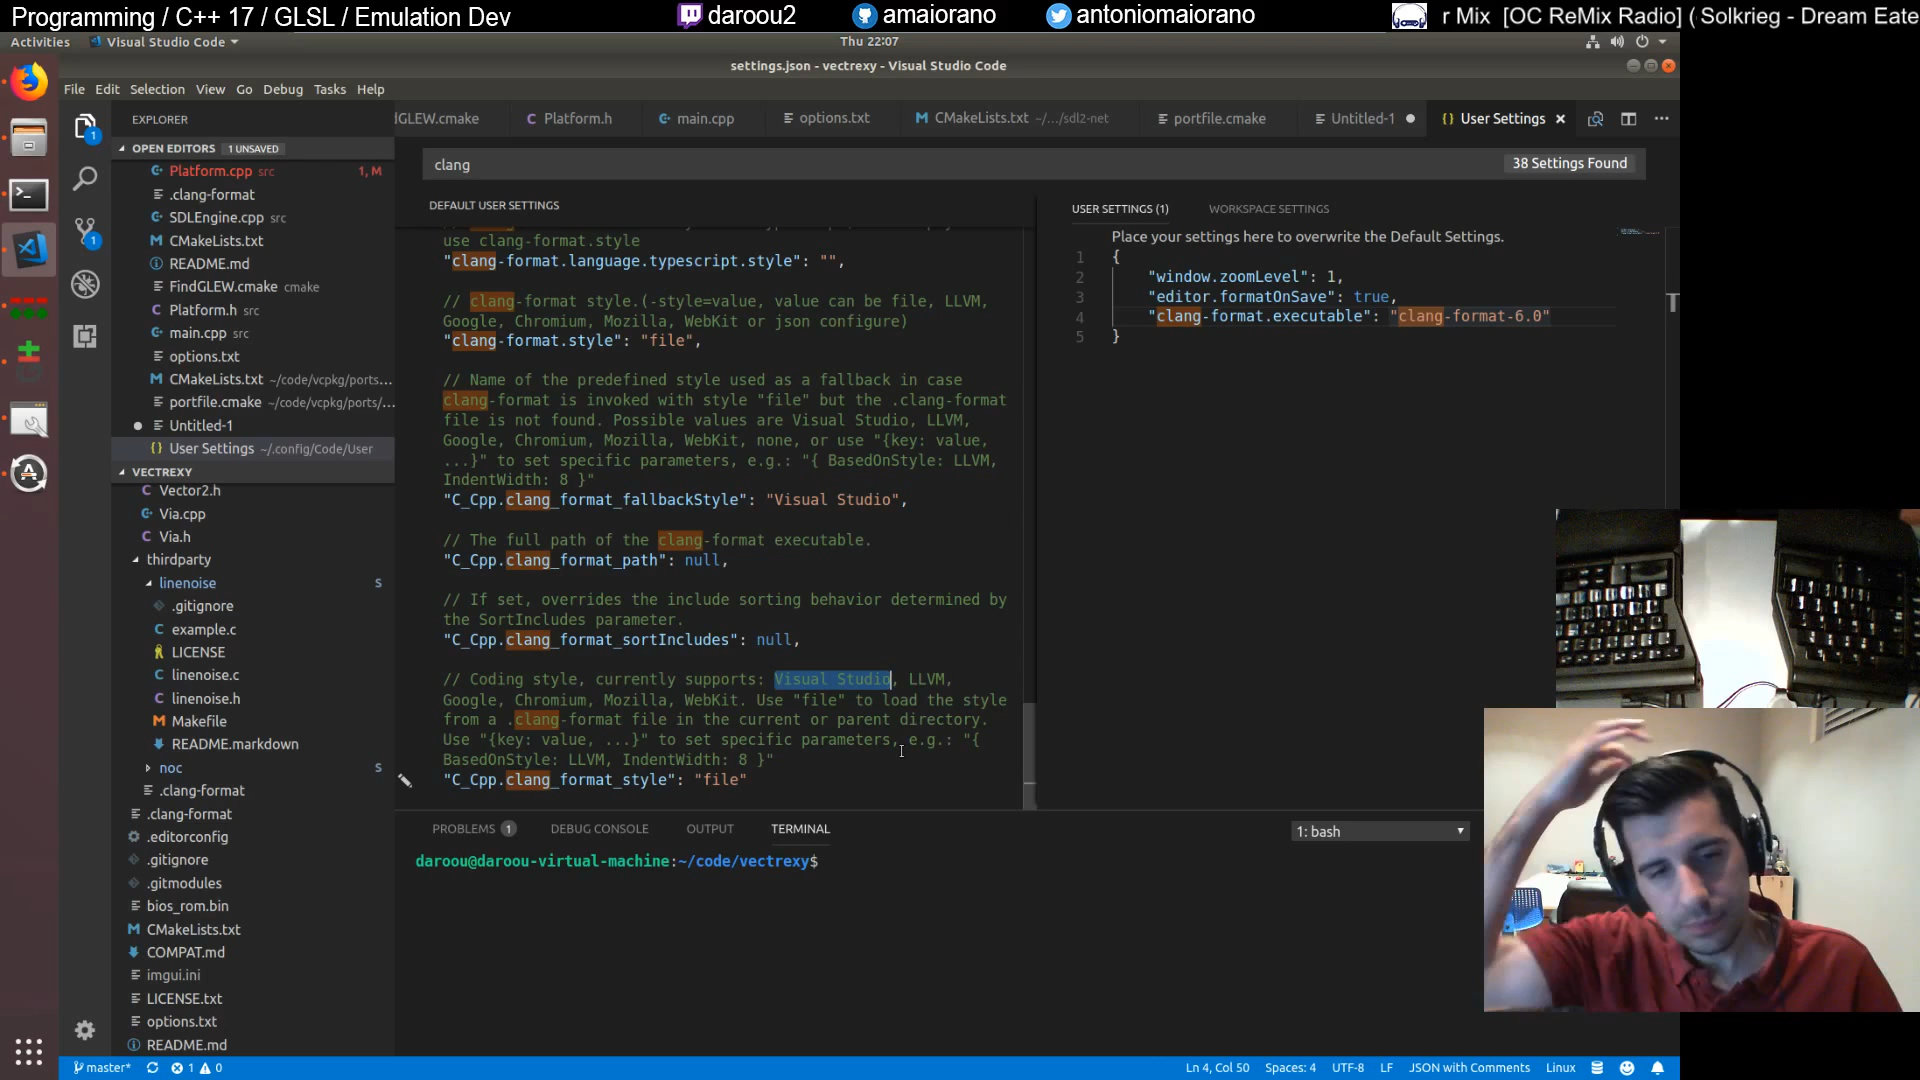 Programming / C++ 17 / GLSL / Emulation Dev
daroou2
amaiorano
antoniomaiorano
r Mix [OC ReMix Radio] ( Solkrieg - Dream Eate
Activities
Visual Studio Code
Thu 22:07
settings.json - vectrexy - Visual Studio Code
File Edit Selection View Go Debug Tasks Help
EXPLORER
OPEN EDITORS 1 UNSAVED
Platform.cpp src 1, M
.clang-format
SDLEngine.cpp src
CMakeLists.txt
README.md
FindGLEW.cmake cmake
Platform.h src
main.cpp src
options.txt
CMakeLists.txt ~/code/vcpkg/ports...
portfile.cmake ~/code/vcpkg/ports/...
Untitled-1
User Settings ~/.config/Code/User
VECTREXY
Vector2.h
Via.cpp
Via.h
thirdparty
linenoise S
.gitignore
example.c
LICENSE
linenoise.c
linenoise.h
Makefile
README.markdown
noc S
.clang-format
.clang-format
.editorconfig
.gitignore
.gitmodules
bios_rom.bin
CMakeLists.txt
COMPAT.md
imgui.ini
LICENSE.txt
options.txt
README.md
dGLEW.cmake
Platform.h
main.cpp
options.txt
CMakeLists.txt ~/.../sdl2-net
portfile.cmake
Untitled-1
User Settings
clang
38 Settings Found
DEFAULT USER SETTINGS
use clang-format.style
"clang-format.language.typescript.style": "",
// clang-format style.(-style=value, value can be file, LLVM,
Google, Chromium, Mozilla, WebKit or json configure)
"clang-format.style": "file",
// Name of the predefined style used as a fallback in case
clang-format is invoked with style "file" but the .clang-format
file is not found. Possible values are Visual Studio, LLVM,
Google, Chromium, Mozilla, WebKit, none, or use "{key: value,
...}" to set specific parameters, e.g.: "{ BasedOnStyle: LLVM,
IndentWidth: 8 }"
"C_Cpp.clang_format_fallbackStyle": "Visual Studio",
// The full path of the clang-format executable.
"C_Cpp.clang_format_path": null,
// If set, overrides the include sorting behavior determined by
the SortIncludes parameter.
"C_Cpp.clang_format_sortIncludes": null,
// Coding style, currently supports: Visual Studio, LLVM,
Google, Chromium, Mozilla, WebKit. Use "file" to load the style
from a .clang-format file in the current or parent directory.
Use "{key: value, ...}" to set specific parameters, e.g.: "{
BasedOnStyle: LLVM, IndentWidth: 8 }"
"C_Cpp.clang_format_style": "file"
USER SETTINGS (1)
WORKSPACE SETTINGS
Place your settings here to overwrite the Default Settings.
1 {
2 "window.zoomLevel": 1,
3 "editor.formatOnSave": true,
4 "clang-format.executable": "clang-format-6.0"
5 }
PROBLEMS 1
DEBUG CONSOLE
OUTPUT
TERMINAL
1: bash
daroou@daroou-virtual-machine:~/code/vectrexy$
master*
1
0
Ln 4, Col 50
Spaces: 4
UTF-8
LF
JSON with Comments
Linux